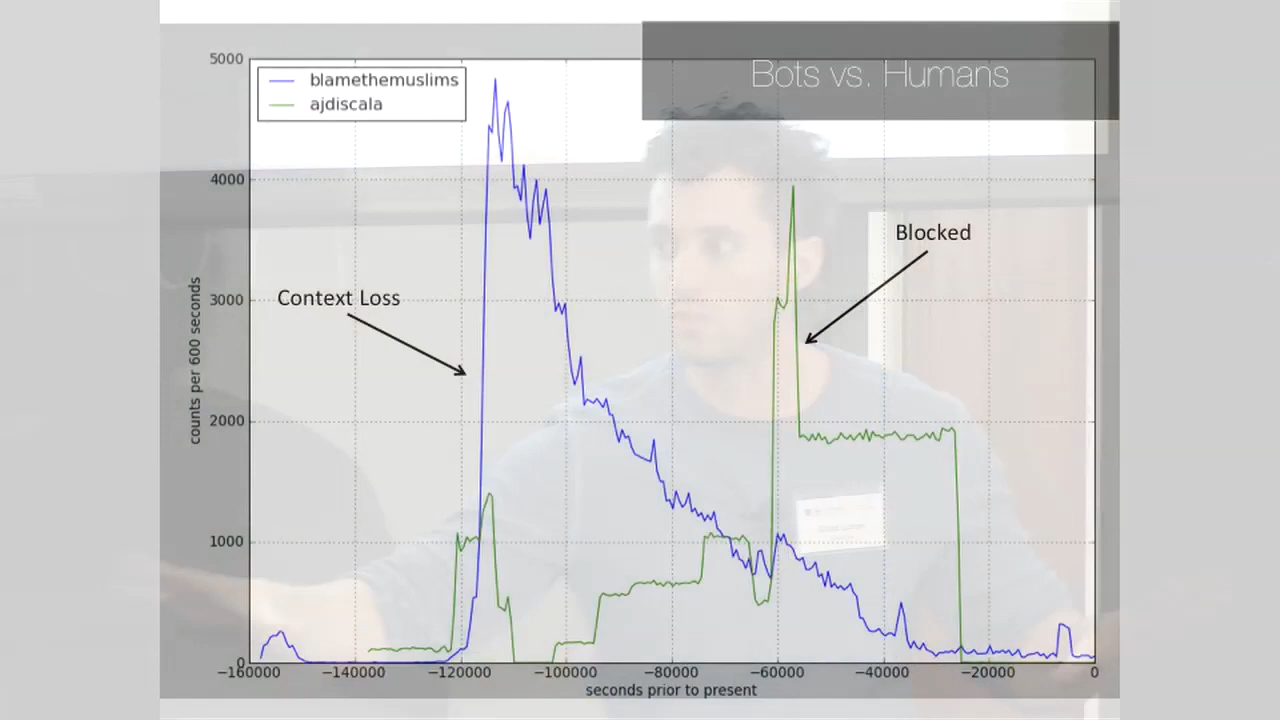 Bots vs. Humans
5000
blamethemuslims
ajdiscala
4000
Blocked
Context Loss
3000
counts per 600 seconds
2000
1000
0
−160000 −140000 −120000 −100000 −80000 −60000 −40000 −20000 0
seconds prior to present